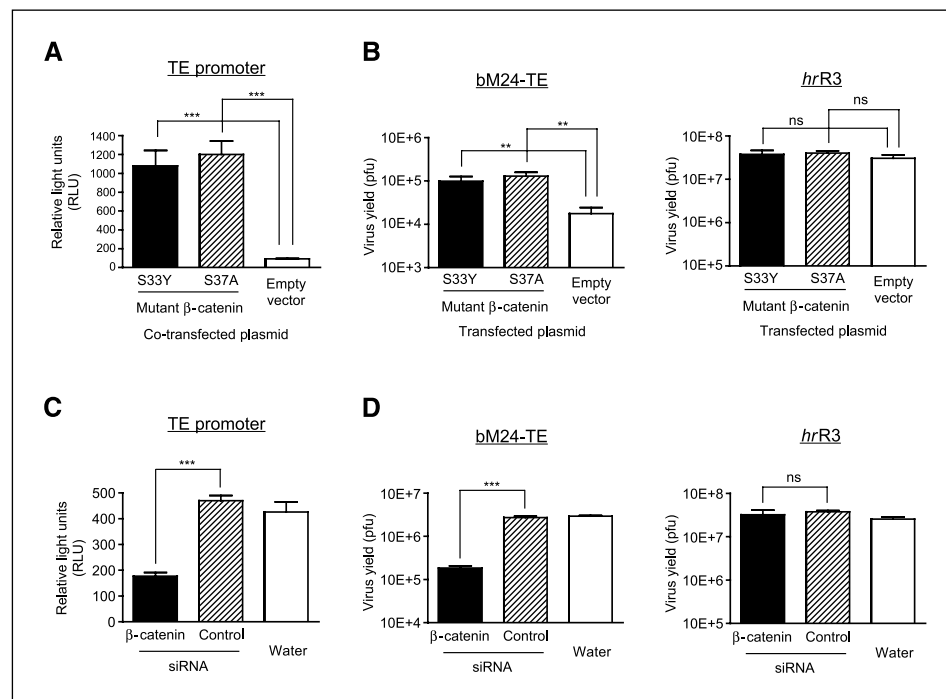 A
TE promoter
***
***
Relative light units
(RLU)
1400
1200
1000
800
600
400
200
0
S33Y
S37A
Empty
vector
Mutant β-catenin
Co-transfected plasmid
B
bM24-TE
**
**
Virus yield (pfu)
10E+6
10E+5
10E+4
10E+3
S33Y
S37A
Empty
vector
Mutant β-catenin
Transfected plasmid
hrR3
ns
ns
Virus yield (pfu)
10E+8
10E+7
10E+6
10E+5
S33Y
S37A
Empty
vector
Mutant β-catenin
Transfected plasmid
C
TE promoter
***
Relative light units
(RLU)
500
400
300
200
100
0
β-catenin
Control
Water
siRNA
D
bM24-TE
***
Virus yield (pfu)
10E+7
10E+6
10E+5
10E+4
β-catenin
Control
Water
siRNA
hrR3
ns
Virus yield (pfu)
10E+8
10E+7
10E+6
10E+5
β-catenin
Control
Water
siRNA